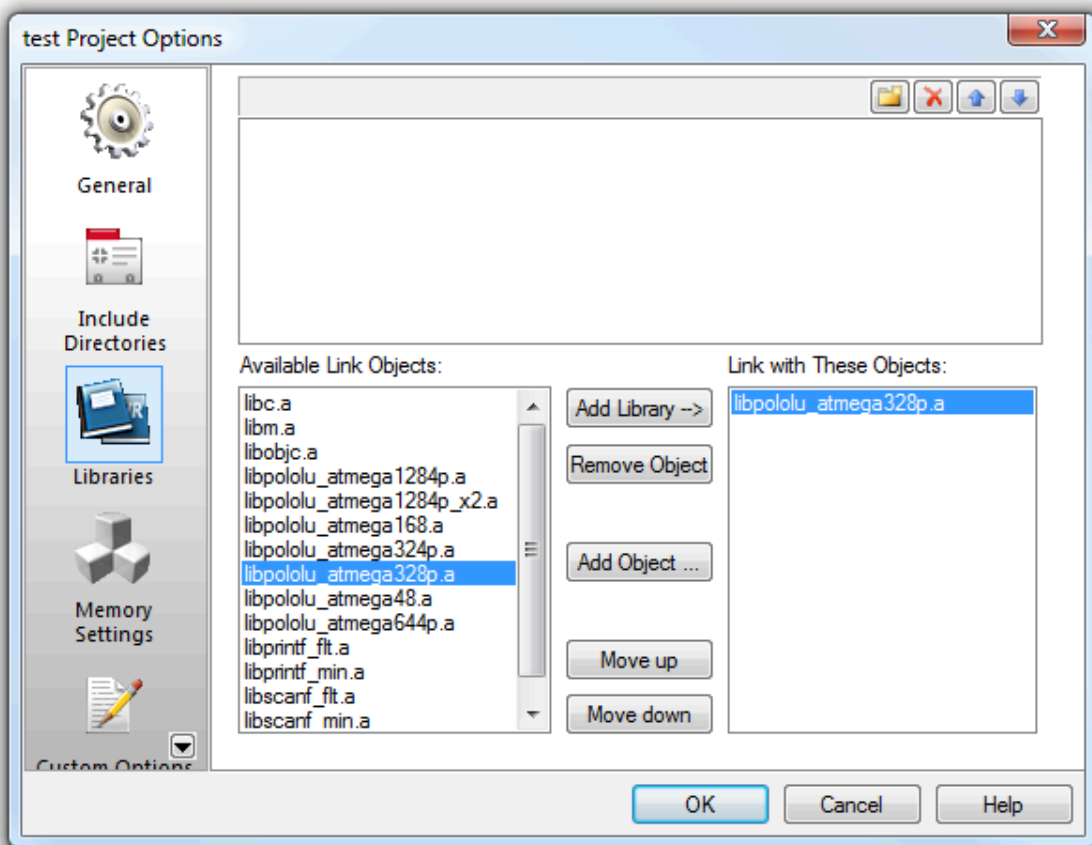 test Project Options
General
Include
Directories
Libraries
Memory
Settings
Custom Options
Available Link Objects:
libc.a
libm.a
libobjc.a
libpololu_atmega1284p.a
libpololu_atmega1284p_x2.a
libpololu_atmega168.a
libpololu_atmega324p.a
libpololu_atmega328p.a
libpololu_atmega48.a
libpololu_atmega644p.a
libprintf_flt.a
libprintf_min.a
libscanf_flt.a
libscanf_min.a
Add Library -->
Remove Object
Add Object ...
Move up
Move down
Link with These Objects:
libpololu_atmega328p.a
OK
Cancel
Help